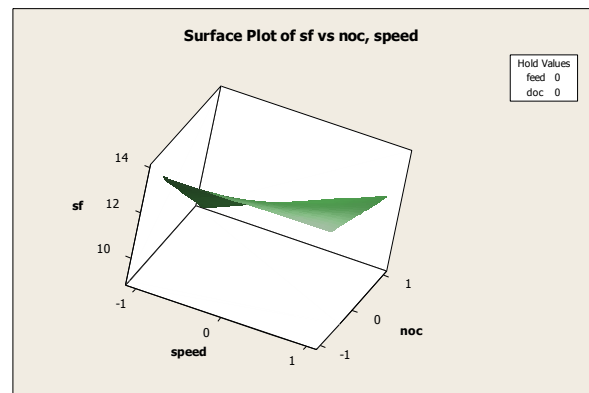 Surface Plot of sf vs noc, speed
Hold Values
feed 0
doc 0
14
sf 12
10
-1
0
1
speed
1
0
-1
noc